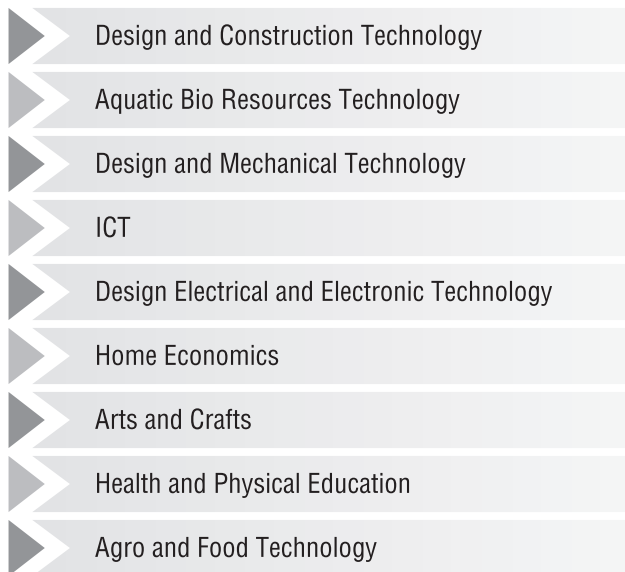 Design and Construction Technology
Aquatic Bio Resources Technology
Design and Mechanical Technology
ICT
Design Electrical and Electronic Technology
Home Economics
Arts and Crafts
Health and Physical Education
Agro and Food Technology